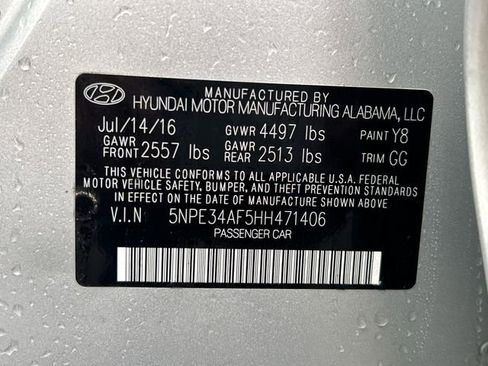 MANUFACTURED BY
HYUNDAI MOTOR MANUFACTURING ALABAMA, LLC
Jul/14/16 GVWR 4497 lbs PAINT Y8
GAWR FRONT 2557 lbs GAWR REAR 2513 lbs TRIM GG
THIS VEHICLE CONFORMS TO ALL APPLICABLE U.S.A. FEDERAL
MOTOR VEHICLE SAFETY, BUMPER, AND THEFT PREVENTION STANDARDS
IN EFFECT ON THE DATE OF MANUFACTURE SHOWN ABOVE.
V.I.N 5NPE34AF5HH471406
PASSENGER CAR